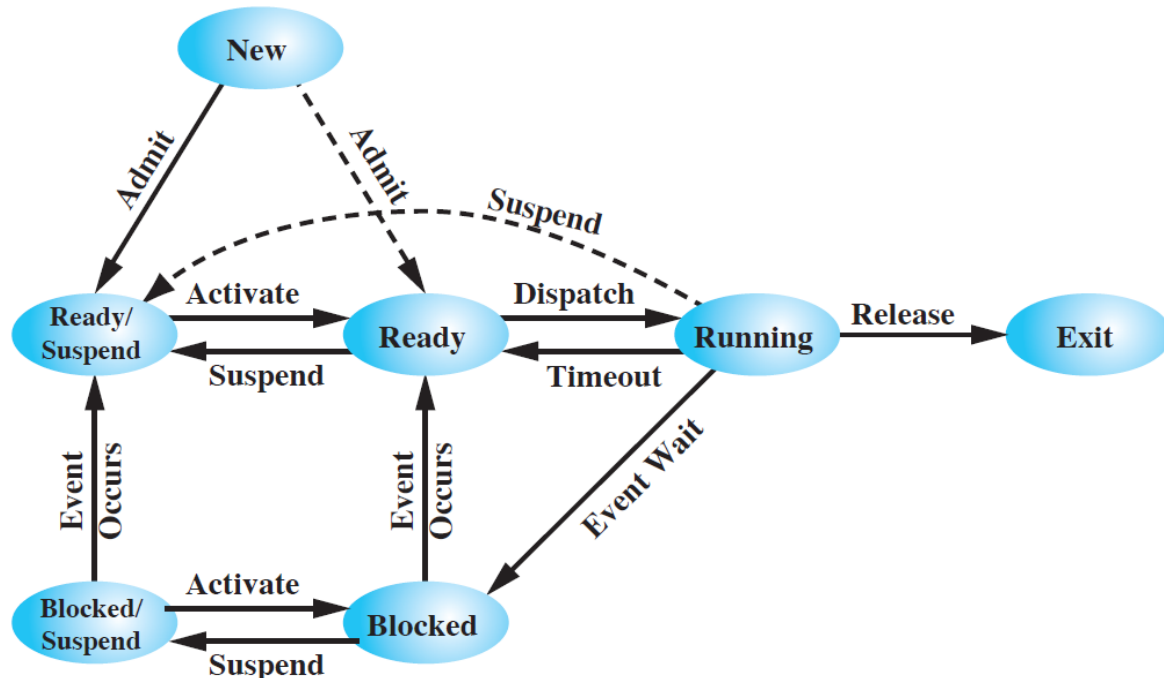 New
Admit
Admit
Suspend
Activate
Dispatch
Release
Ready/
Suspend
Ready
Running
Exit
Suspend
Timeout
Event
Occurs
Event
Occurs
Event Wait
Activate
Blocked/
Suspend
Blocked
Suspend